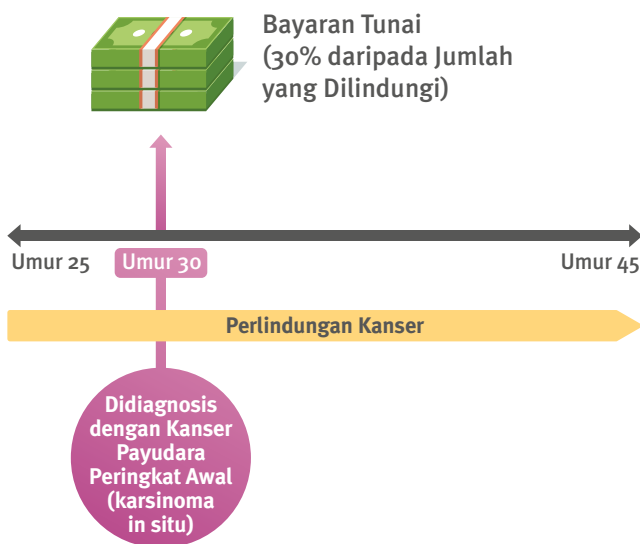 Bayaran Tunai
(30% daripada Jumlah
yang Dilindungi)
Umur 25
Umur 30
Umur 45
Perlindungan Kanser
Didiagnosis
dengan Kanser
Payudara
Peringkat Awal
(karsinoma
in situ)